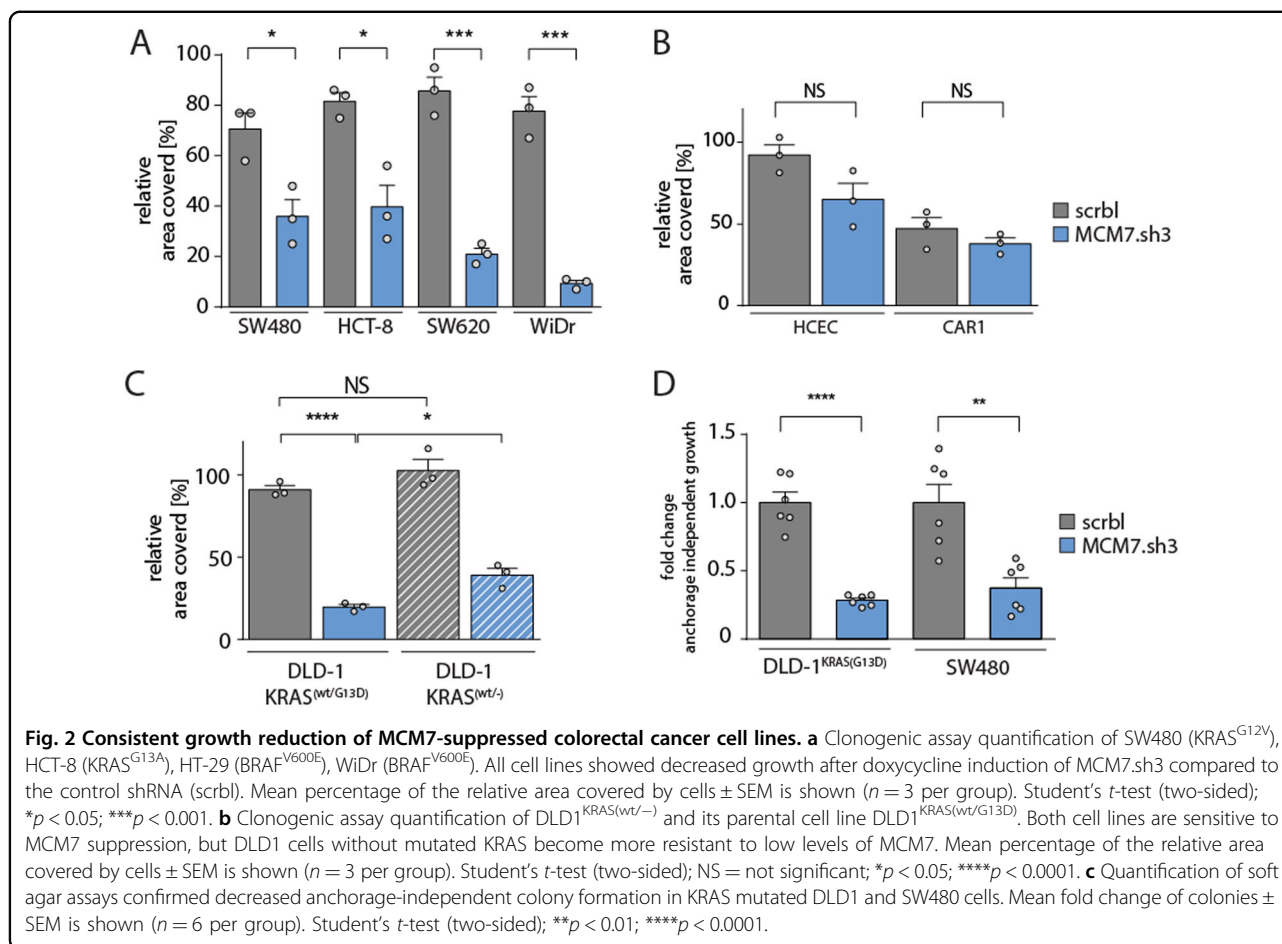 A
* * *** ***
relative
area coverd [%]
80
60
40
20
0
SW480 HCT-8 SW620 WiDr
B
NS NS
relative
area coverd [%]
100
50
0
HCEC CAR1
scrbl
MCM7.sh3
C
NS
**** *
relative
area coverd [%]
100
50
0
DLD-1 DLD-1
KRAS(wt/G13D) KRAS(wt/-)
D
**** **
fold change
anchorage independent growth
1.5
1.0
0.5
0
DLD-1KRAS(G13D) SW480
scrbl
MCM7.sh3
Fig. 2 Consistent growth reduction of MCM7-suppressed colorectal cancer cell lines. a Clonogenic assay quantification of SW480 (KRASG12V),
HCT-8 (KRASG13A), HT-29 (BRAFV600E), WiDr (BRAFV600E). All cell lines showed decreased growth after doxycycline induction of MCM7.sh3 compared to
the control shRNA (scrbl). Mean percentage of the relative area covered by cells ± SEM is shown (n = 3 per group). Student's t-test (two-sided);
*p < 0.05; ***p < 0.001. b Clonogenic assay quantification of DLD1KRAS(wt/−) and its parental cell line DLD1KRAS(wt/G13D). Both cell lines are sensitive to
MCM7 suppression, but DLD1 cells without mutated KRAS become more resistant to low levels of MCM7. Mean percentage of the relative area
covered by cells ± SEM is shown (n = 3 per group). Student's t-test (two-sided); NS = not significant; *p < 0.05; ****p < 0.0001. c Quantification of soft
agar assays confirmed decreased anchorage-independent colony formation in KRAS mutated DLD1 and SW480 cells. Mean fold change of colonies ±
SEM is shown (n = 6 per group). Student's t-test (two-sided); **p < 0.01; ****p < 0.0001.